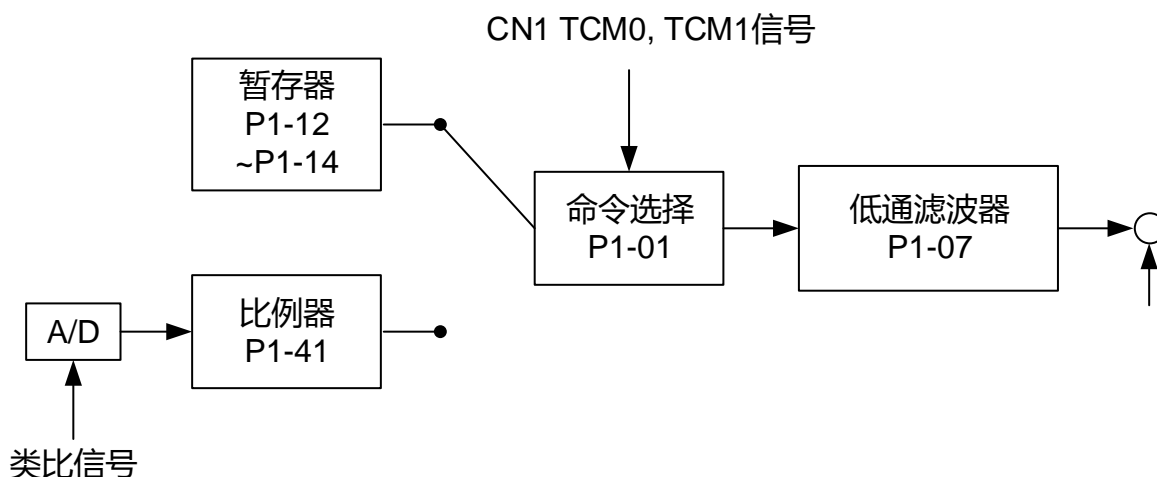 CN1 TCM0, TCM1信号
暂存器
P1-12
~P1-14
命令选择
P1-01
低通滤波器
P1-07
比例器
P1-41
A/D
类比信号